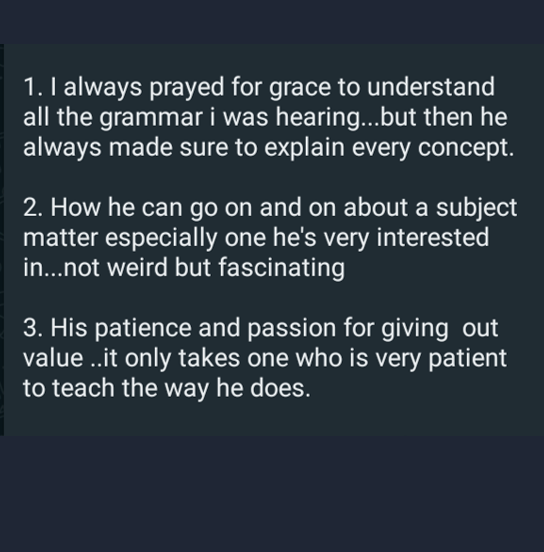 1. I always prayed for grace to understand
all the grammar i was hearing...but then he
always made sure to explain every concept.
2. How he can go on and on about a subject
matter especially one he's very interested
in...not weird but fascinating
3. His patience and passion for giving  out
value ..it only takes one who is very patient
to teach the way he does.